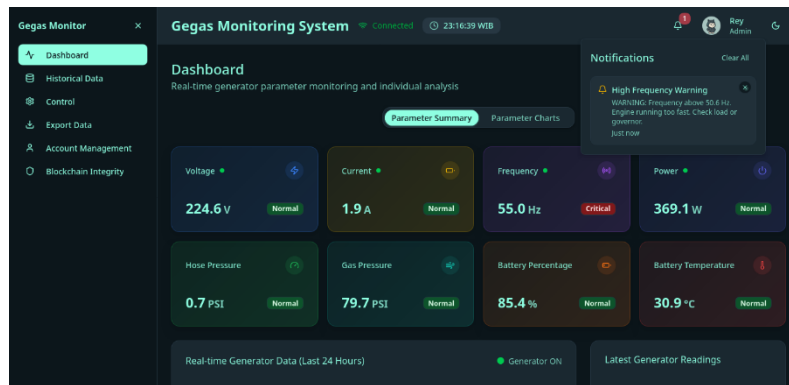 Gegas Monitor
Gegas Monitoring System
Connected
23:16:39 WIB
1
Rey
Admin
Dashboard
Historical Data
Control
Export Data
Account Management
Blockchain Integrity
Dashboard
Real-time generator parameter monitoring and individual analysis
Parameter Summary
Parameter Charts
Notifications
Clear All
High Frequency Warning
WARNING: Frequency above 50.6 Hz.
Engine running too fast. Check load or
governor.
Just now
Voltage
224.6 V
Normal
Current
1.9 A
Normal
Frequency
55.0 Hz
Critical
Power
369.1 W
Normal
Hose Pressure
0.7 PSI
Normal
Gas Pressure
79.7 PSI
Normal
Battery Percentage
85.4 %
Normal
Battery Temperature
30.9 °C
Normal
Real-time Generator Data (Last 24 Hours)
Generator ON
Latest Generator Readings